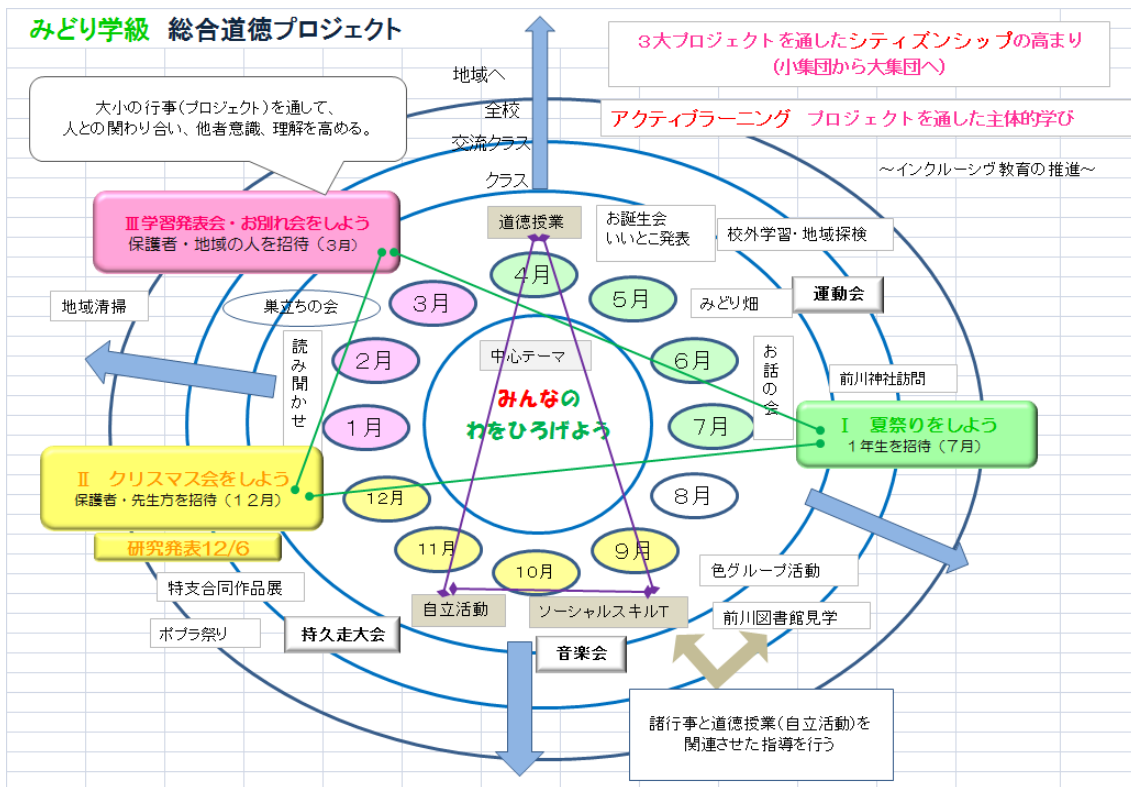 みどり学級 総合道徳プロジェクト
3大プロジェクトを通したシティズンシップの高まり
(小集団から大集団へ)
アクティブラーニング プロジェクトを通した主体的学び
～インクルーシヴ教育の推進～
大小の行事(プロジェクト)を通して、
人との関わり合い、他者意識、理解を高める。
地域へ
全校
交流クラス
クラス
Ⅲ学習発表会・お別れ会をしよう
保護者・地域の人を招待(3月)
道徳授業
お誕生会
いいとこ発表
校外学習・地域探検
運動会
みどり畑
地域清掃
巣立ちの会
読み聞かせ
お話の会
前川神社訪問
4月
5月
6月
7月
8月
9月
10月
11月
12月
1月
2月
3月
中心テーマ
みんなの
わをひろげよう
Ⅰ 夏祭りをしよう
1年生を招待(7月)
Ⅱ クリスマス会をしよう
保護者・先生方を招待(12月)
研究発表12/6
特支合同作品展
ポプラ祭り
持久走大会
自立活動
ソーシャルスキルT
音楽会
色グループ活動
前川図書館見学
諸行事と道徳授業(自立活動)を
関連させた指導を行う